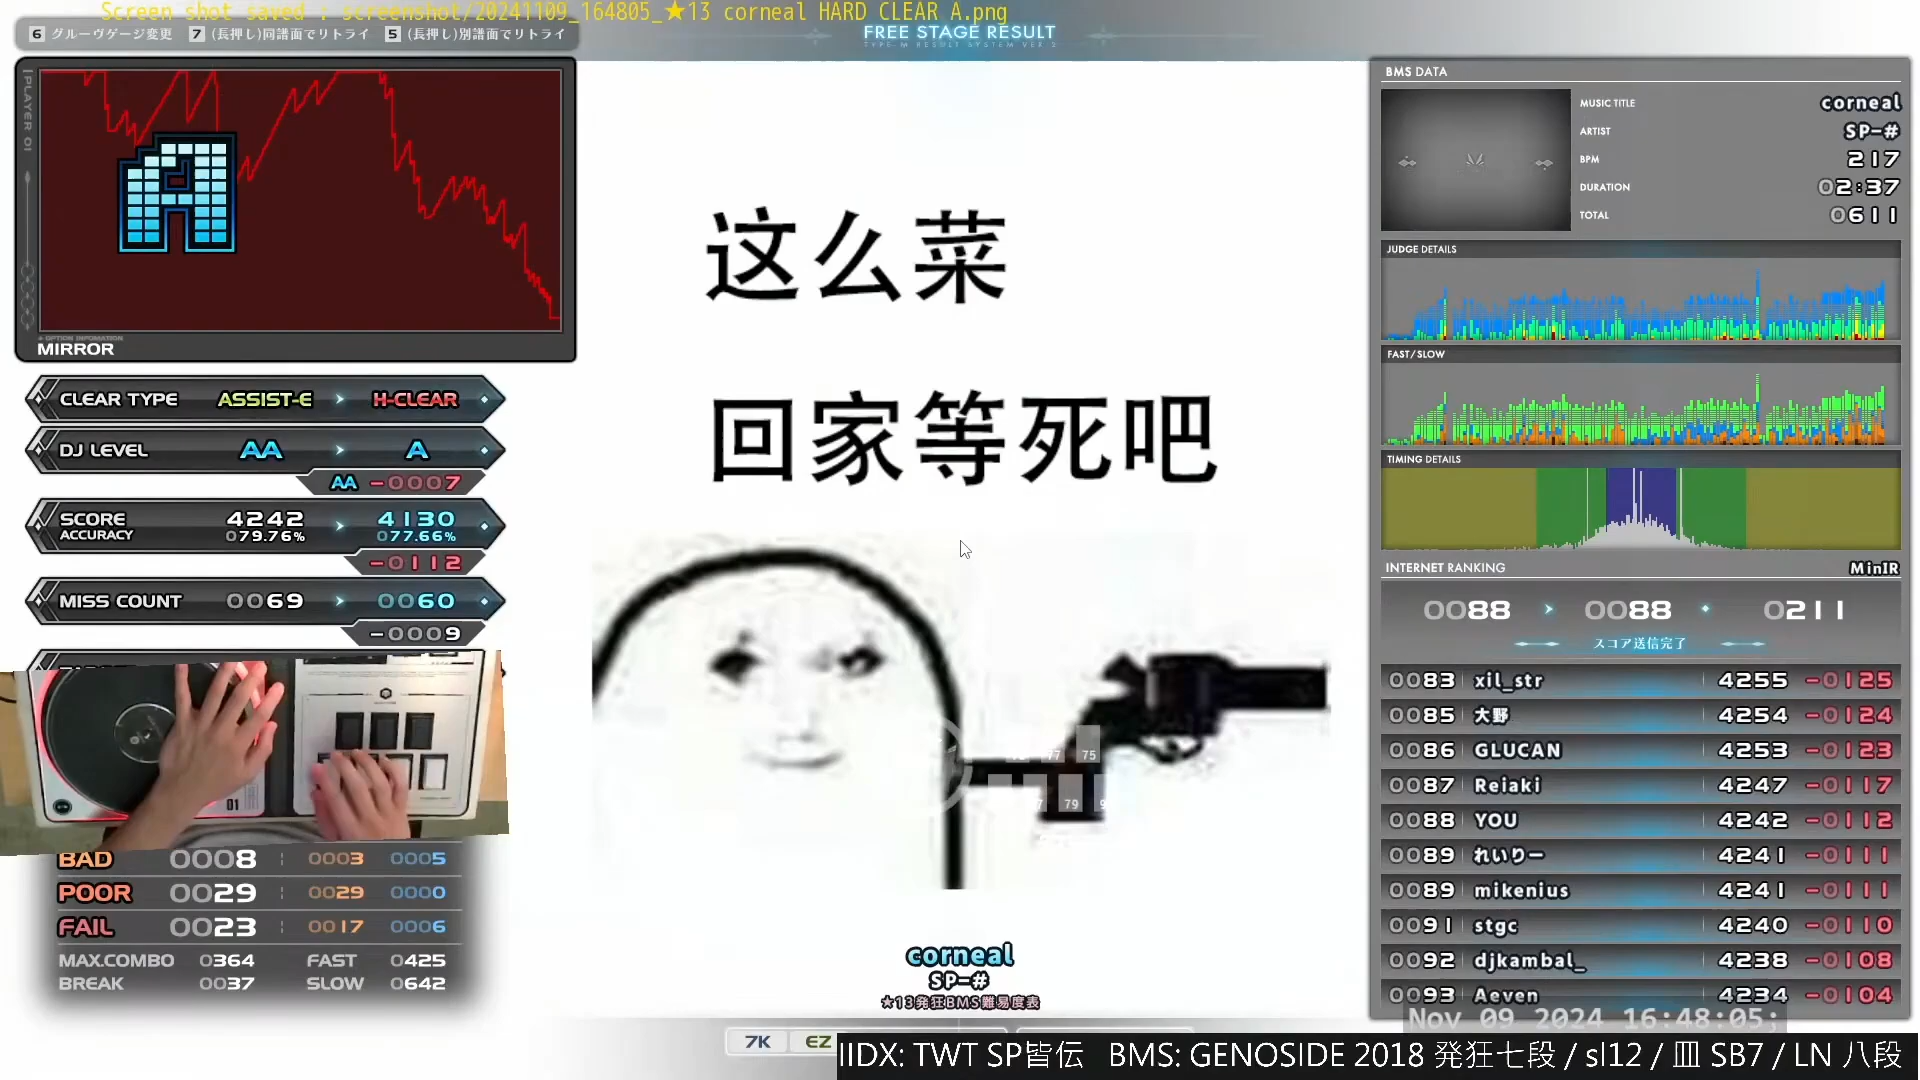 Screen shot saved : screenshot/20241109_164805_★13 corneal HARD CLEAR A.png
6 グルーヴゲージ変更 7 (長押し)同譜面でリトライ 5 (長押し)別譜面でリトライ
FREE STAGE RESULT
PLAYER 01
A
MIRROR
CLEAR TYPE ASSIST-E H-CLEAR
DJ LEVEL AA A
AA -0007
SCORE 4242 4130
ACCURACY 079.76% 077.66%
-0112
MISS COUNT 0069 0060
-0009
01
BAD 0008 0003 0005
POOR 0029 0029 0000
FAIL 0023 0017 0006
MAX.COMBO 0364 FAST 0425
BREAK 0037 SLOW 0642
这么菜
回家等死吧
77 75
79
corneal
SP-#
★13発狂BMS難易度表
7K EZ
BMS DATA
MUSIC TITLE corneal
ARTIST SP-#
BPM 217
DURATION 02:37
TOTAL 0611
JUDGE DETAILS
FAST/SLOW
TIMING DETAILS
INTERNET RANKING MinIR
0088 0088 0211
スコア送信完了
0083 xil_str 4255 -0125
0085 大野 4254 -0124
0086 GLUCAN 4253 -0123
0087 Reiaki 4247 -0117
0088 YOU 4242 -0112
0089 れいりー 4241 -0111
0089 mikenius 4241 -0111
0091 stgc 4240 -0110
0092 djkambal_ 4238 -0108
0093 Aeven 4234 -0104
Nov 09 2024 16:48:05;
IIDX: TWT SP皆伝 BMS: GENOSIDE 2018 発狂七段 / sl12 / 皿 SB7 / LN 八段